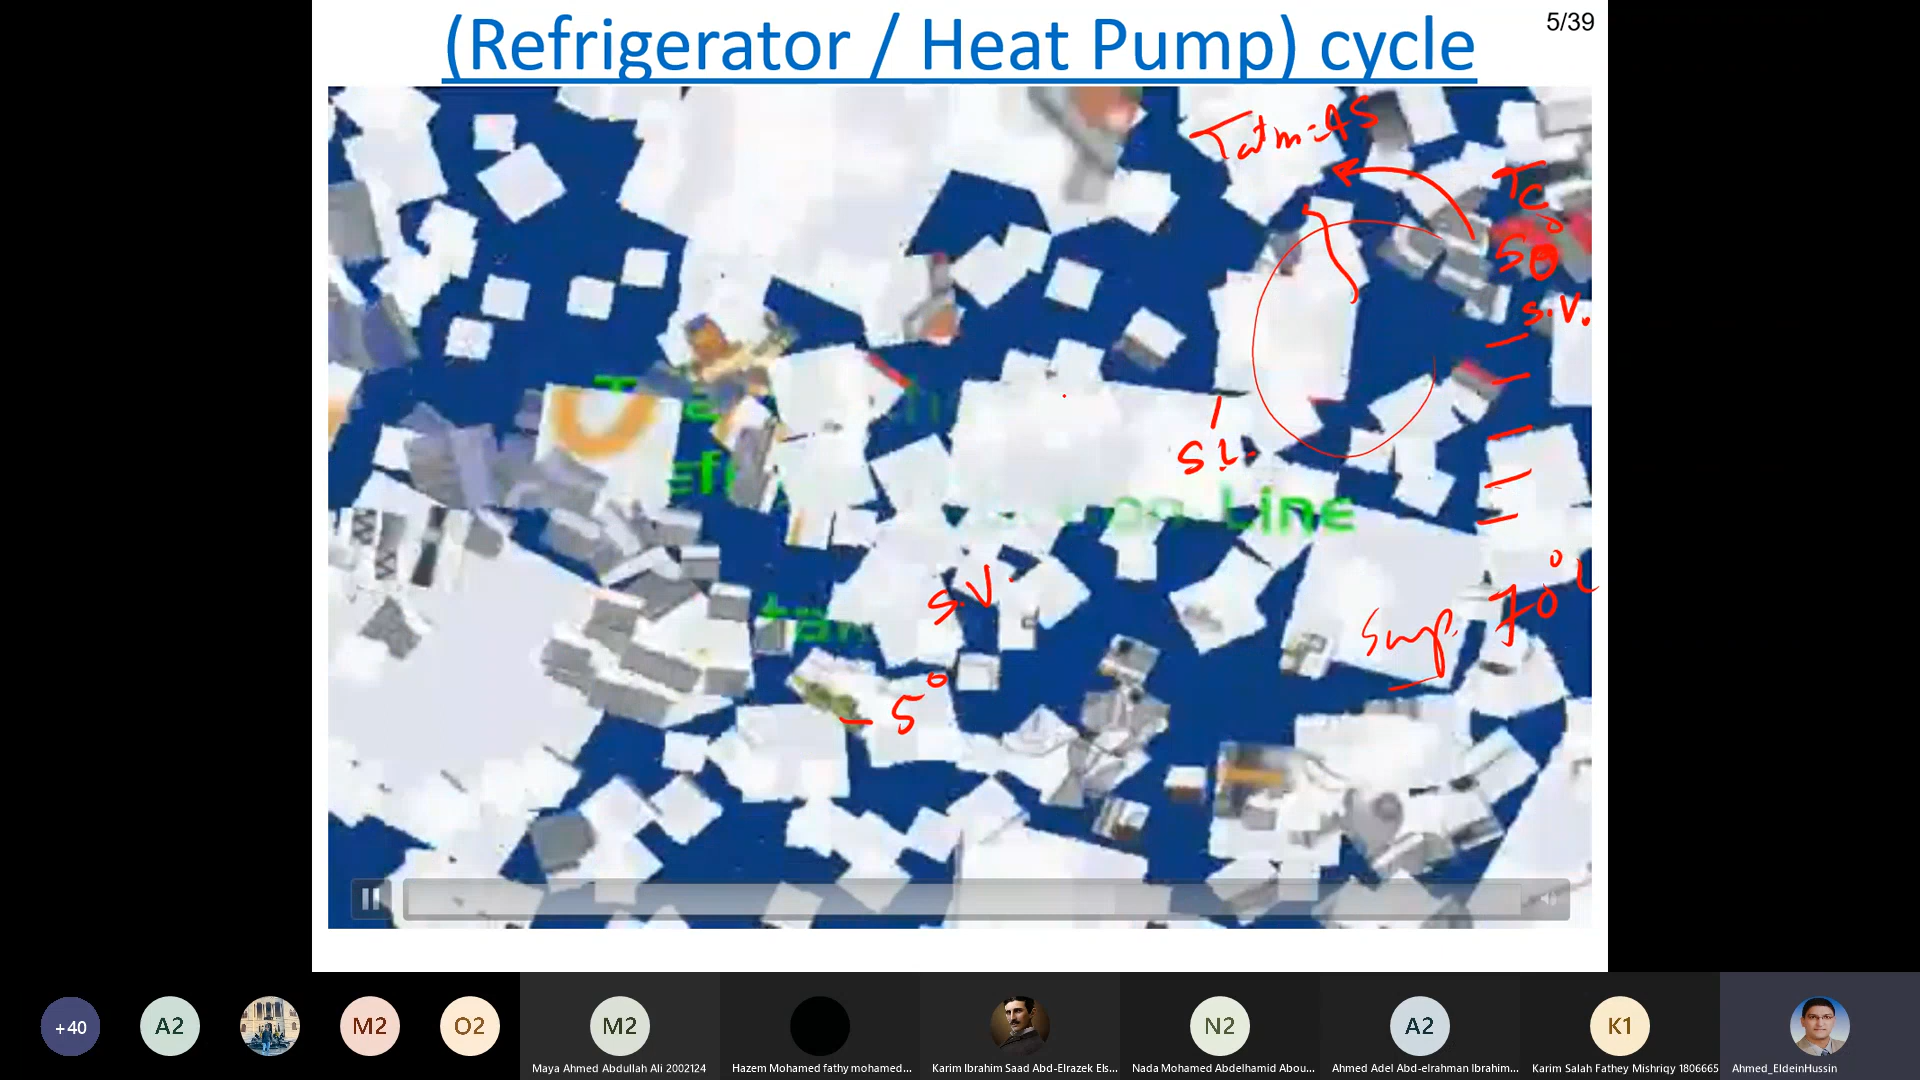 (Refrigerator / Heat Pump) cycle
5/39
Tatm=45
Tc
50
S.V.
S.L.
Line
S.V.
Sup. 70°C
-5°
+40
A2
M2
O2
M2
N2
A2
K1
Maya Ahmed Abdullah Ali 2002124
Hazem Mohamed fathy mohamed...
Karim Ibrahim Saad Abd-Elrazek Els...
Nada Mohamed Abdelhamid Abou...
Ahmed Adel Abd-elrahman Ibrahim...
Karim Salah Fathey Mishriqy 1806665
Ahmed_EldeinHussin